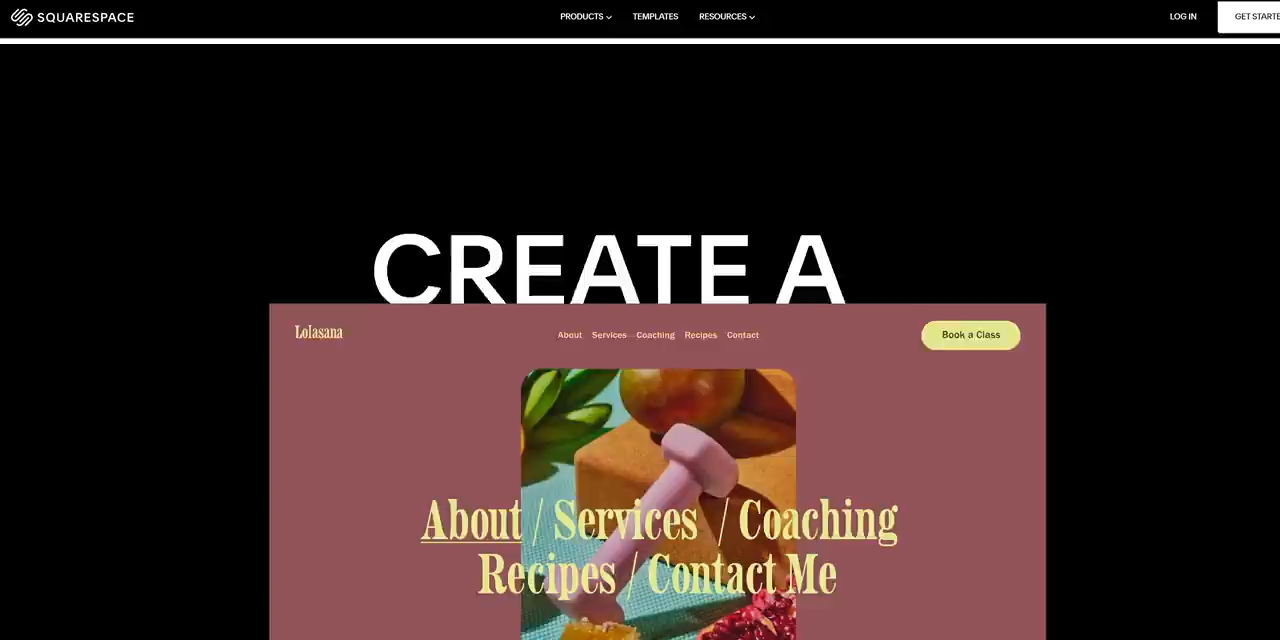 SQUARESPACE
PRODUCTS
TEMPLATES
RESOURCES
LOG IN
GET STARTE
CREATE A
Lolasana
About
Services
Coaching
Recipes
Contact
Book a Class
About / Services / Coaching
Recipes / Contact Me